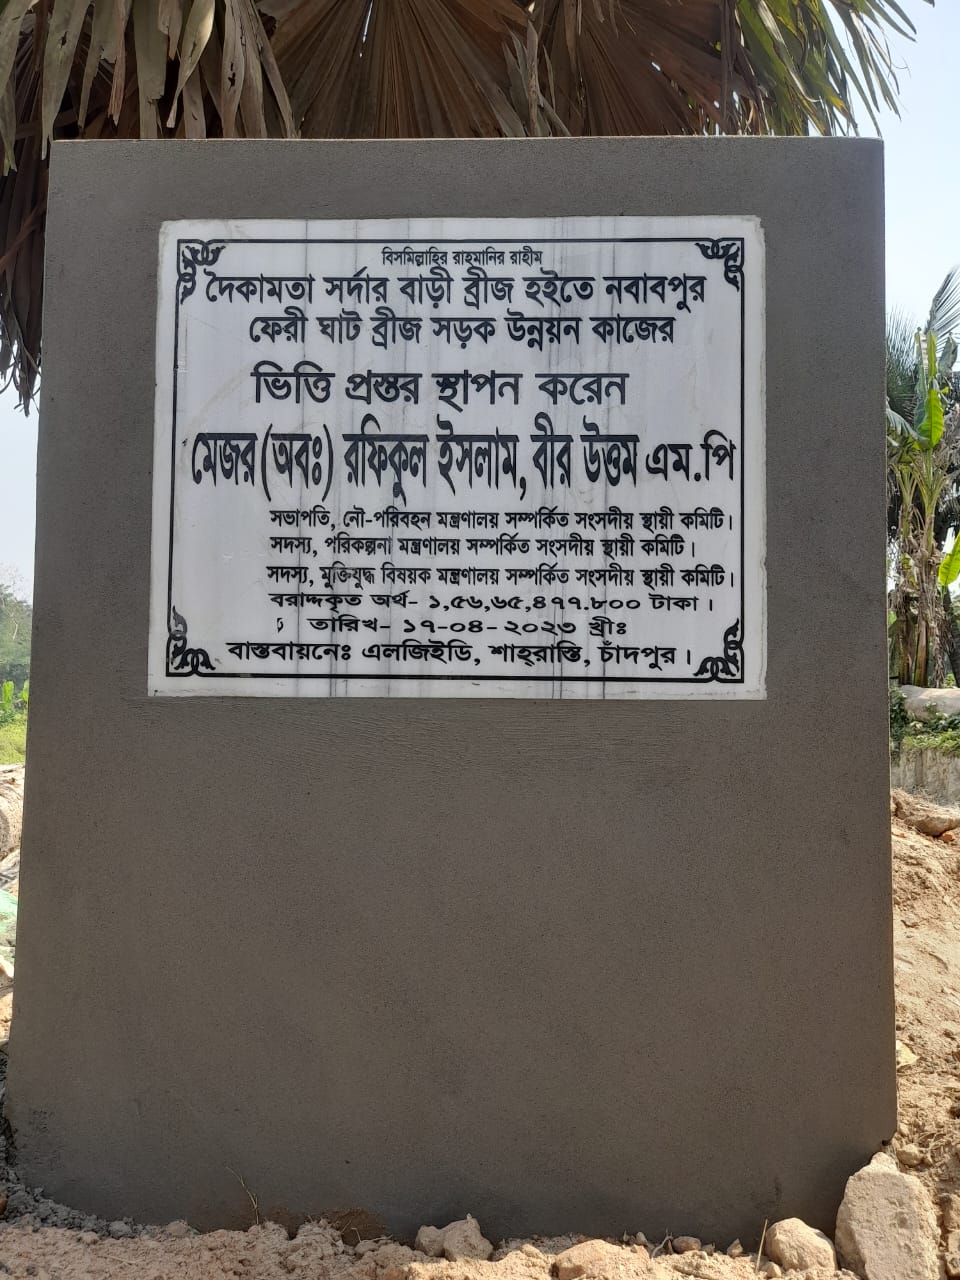 বিসমিল্লাহির রাহমানির রাহীম
দৈকামতা সর্দার বাড়ী ব্রীজ হইতে নবাবপুর
ফেরী ঘাট ব্রীজ সড়ক উন্নয়ন কাজের
ভিত্তি প্রস্তর স্থাপন করেন
মেজর (অবঃ) রফিকুল ইসলাম, বীর উত্তম এম.পি
সভাপতি, নৌ-পরিবহন মন্ত্রণালয় সম্পর্কিত সংসদীয় স্থায়ী কমিটি।
সদস্য, পরিকল্পনা মন্ত্রণালয় সম্পর্কিত সংসদীয় স্থায়ী কমিটি।
সদস্য, মুক্তিযুদ্ধ বিষয়ক মন্ত্রণালয় সম্পর্কিত সংসদীয় স্থায়ী কমিটি।
বরাদ্দকৃত অর্থ- ১,৫৬,৬৫,৪৭৭.৮০০ টাকা।
তারিখ- ১৭-০৪-২০২৩ খ্রীঃ
বাস্তবায়নেঃ এলজিইডি, শাহ্‌রাস্তি, চাঁদপুর।